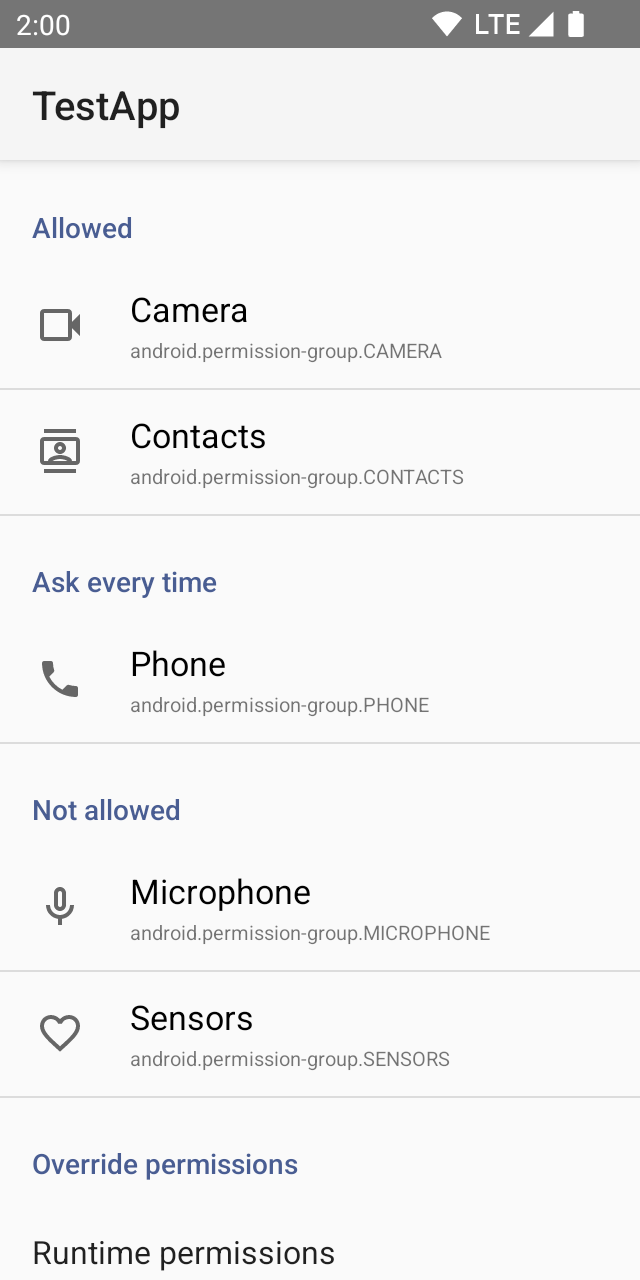 2:00 LTE
TestApp
Allowed
Camera
android.permission-group.CAMERA
Contacts
android.permission-group.CONTACTS
Ask every time
Phone
android.permission-group.PHONE
Not allowed
Microphone
android.permission-group.MICROPHONE
Sensors
android.permission-group.SENSORS
Override permissions
Runtime permissions